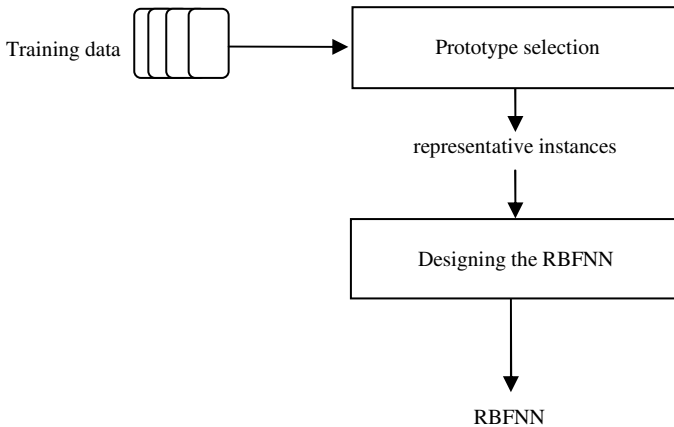 Training data
Prototype selection
representative instances
Designing the RBFNN
RBFNN